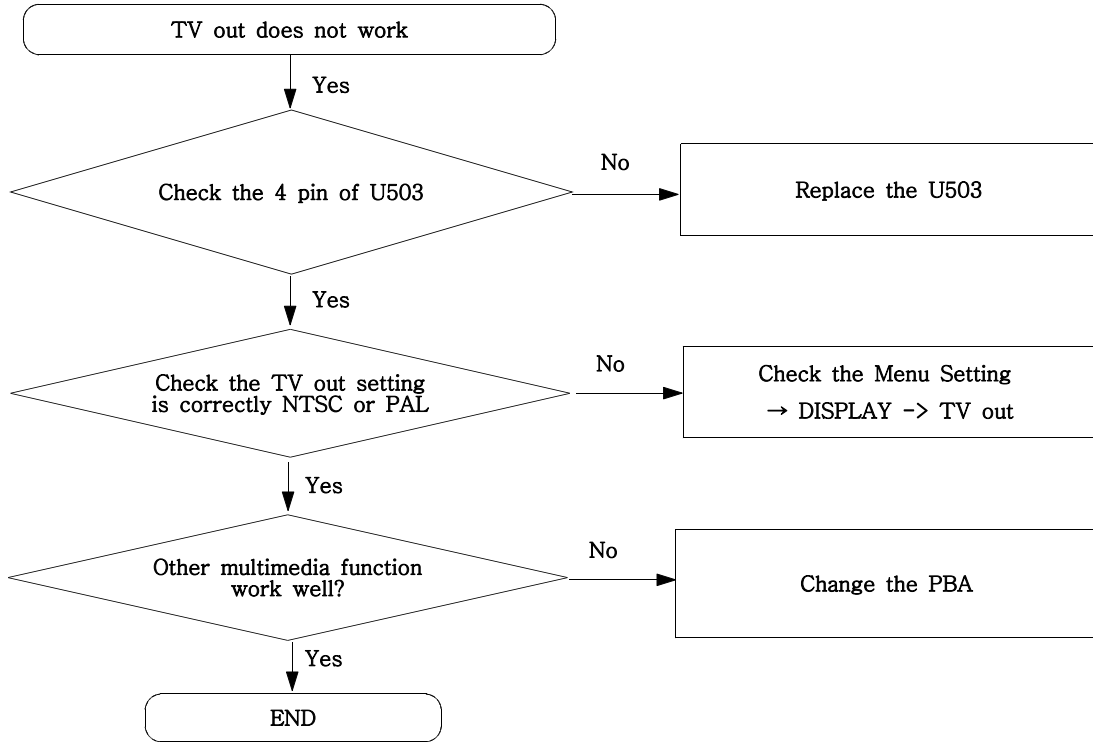 TV out does not work
Yes
Check the 4 pin of U503
No
Replace the U503
Yes
Check the TV out setting
is correctly NTSC or PAL
No
Check the Menu Setting
→ DISPLAY -> TV out
Yes
Other multimedia function
work well?
No
Change the PBA
Yes
END